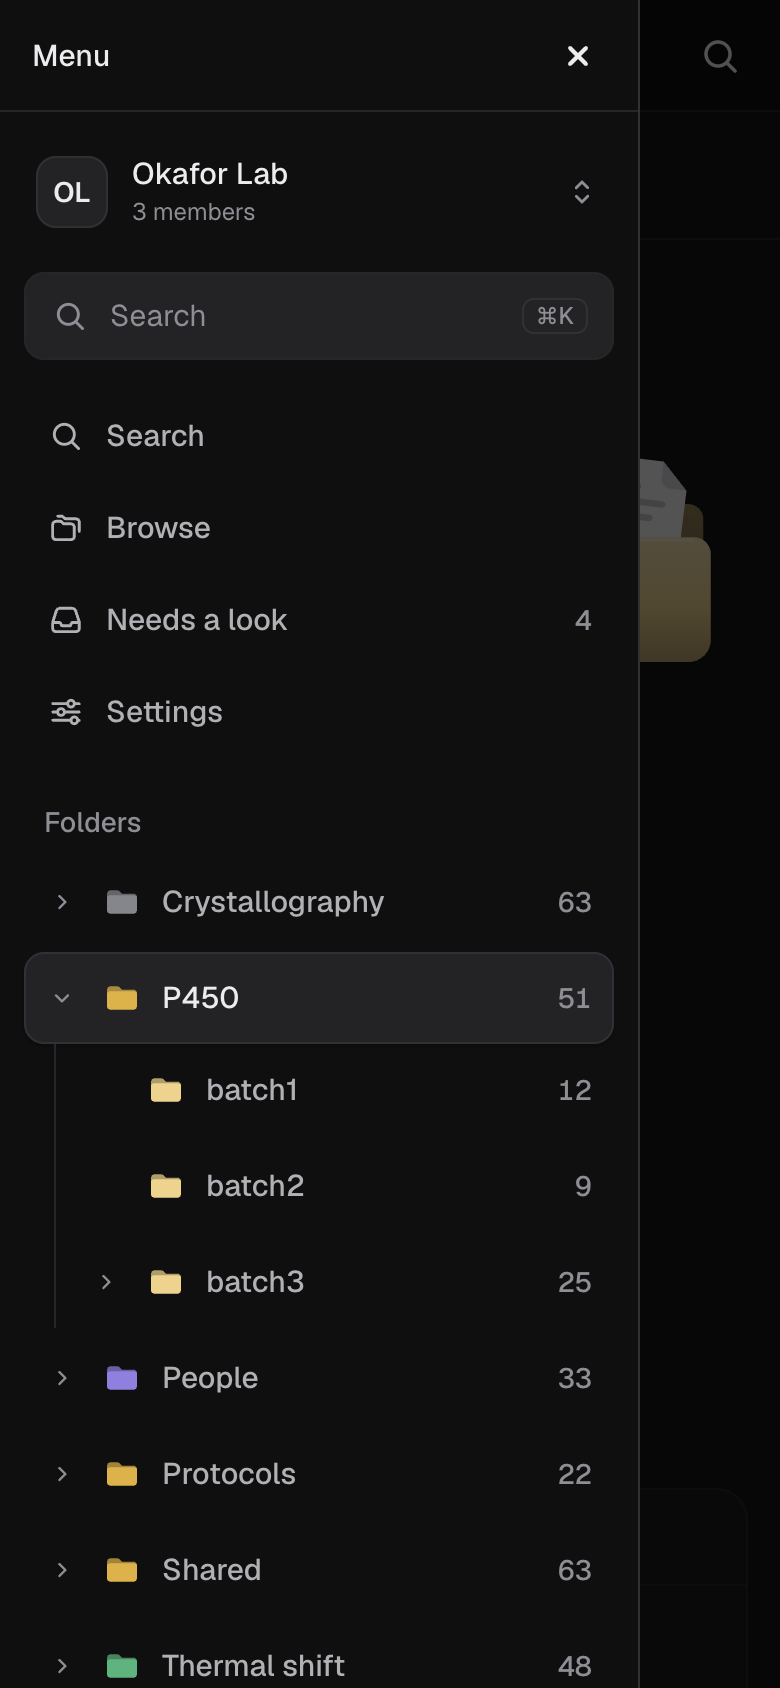 Menu
OL
Okafor Lab
3 members
Search
⌘K
Search
Browse
Needs a look
4
Settings
Folders
Crystallography
63
P450
51
batch1
12
batch2
9
batch3
25
People
33
Protocols
22
Shared
63
Thermal shift
48